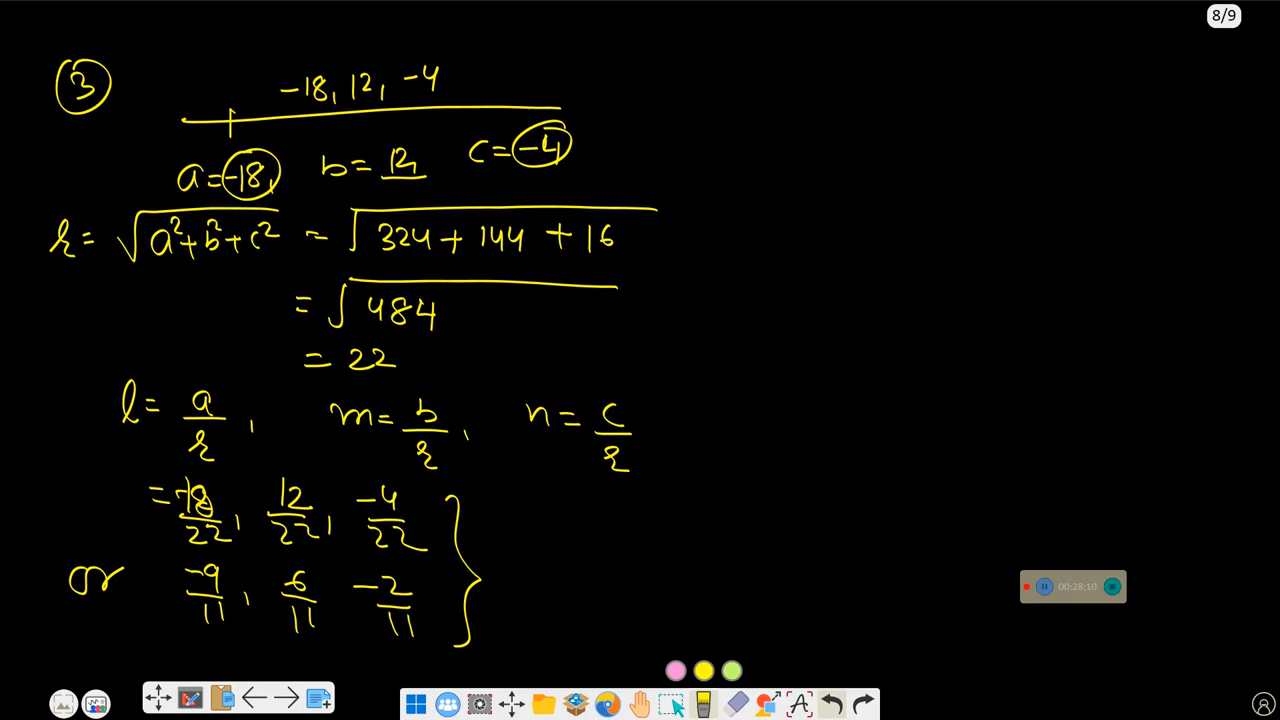 8/9
③ -18, 12, -4
a = -18, b = 12, c = -4
r = √(a²+b²+c²) = √(324 + 144 + 16)
= √484
= 22
l = a/r, m = b/r, n = c/r
= -18/22, 12/22, -4/22
or -9/11, 6/11 -2/11
00:28:10